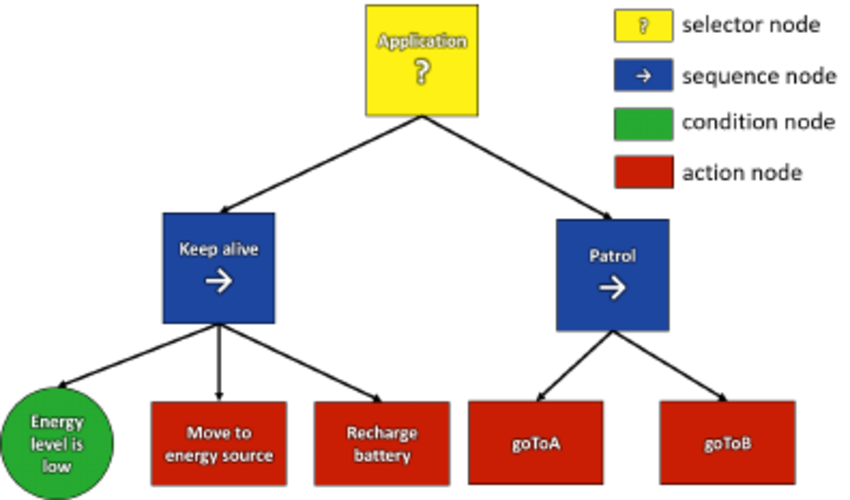 Application
?
? selector node
→ sequence node
condition node
action node
Keep alive
→
Patrol
→
Energy
level is
low
Move to
energy source
Recharge
battery
goToA
goToB